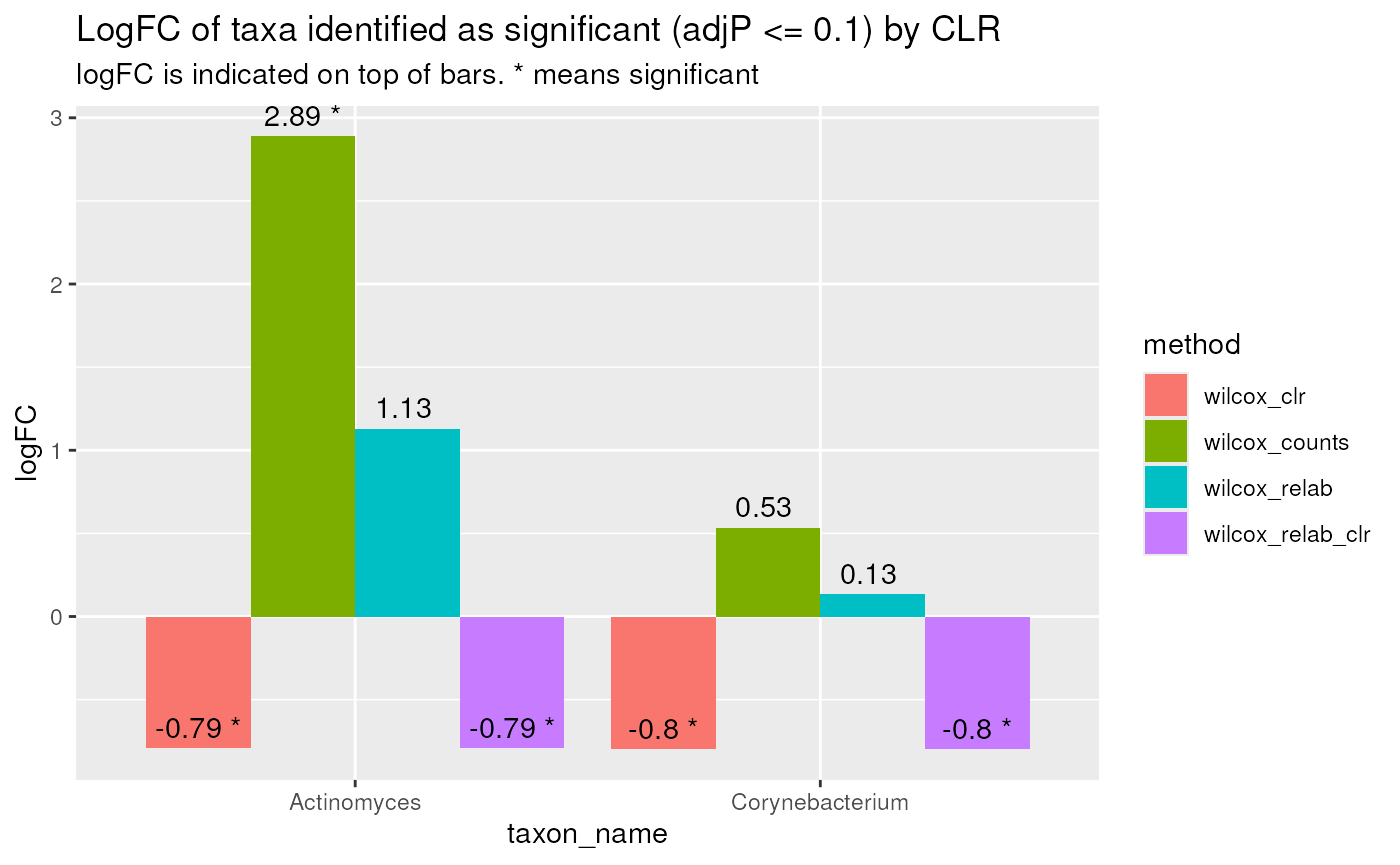 LogFC of taxa identified as significant (adjP <= 0.1) by CLR
logFC is indicated on top of bars. * means significant
3
2
1
0
logFC
2.89 *
1.13
-0.79 *
-0.79 *
0.53
0.13
-0.8 *
-0.8 *
Actinomyces
Corynebacterium
taxon_name
method
wilcox_clr
wilcox_counts
wilcox_relab
wilcox_relab_clr